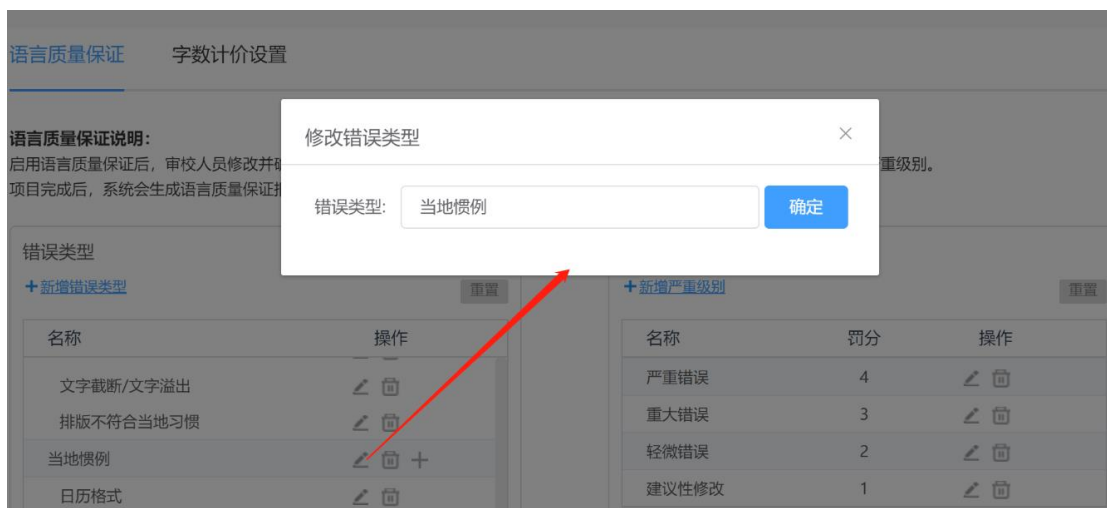 语言质量保证 字数计价设置
语言质量保证说明:
启用语言质量保证后，审校人员修改并确
重级别。
项目完成后，系统会生成语言质量保证报
修改错误类型
错误类型: 当地惯例 确定
错误类型
+新增错误类型 重置
名称 操作
文字截断/文字溢出
排版不符合当地习惯
当地惯例
日历格式
+新增严重级别 重置
名称 罚分 操作
严重错误 4
重大错误 3
轻微错误 2
建议性修改 1